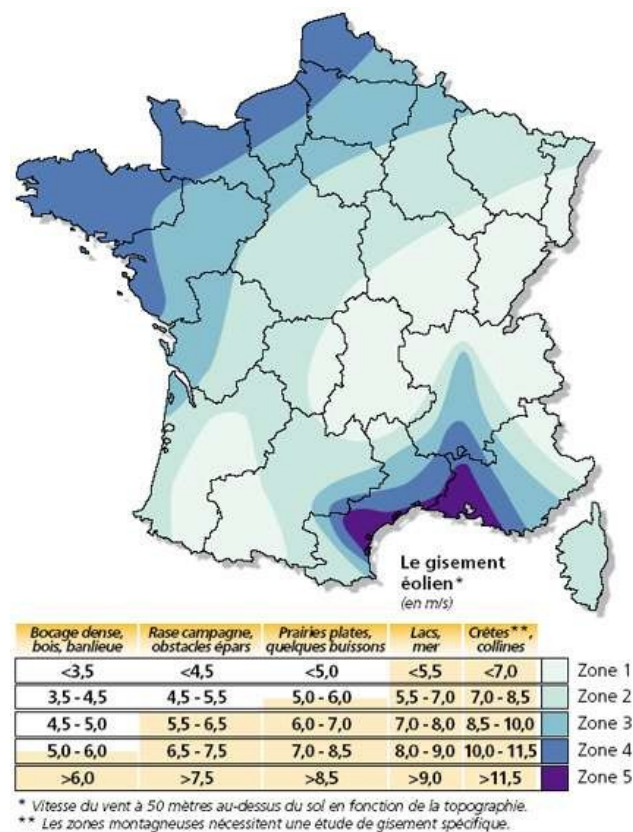 Le gisement
éolien*
(en m/s)
Bocage dense, bois, banlieue | Rase campagne, obstacles épars | Prairies plates, quelques buissons | Lacs, mer | Crêtes**, collines
<3,5 <4,5 <5,0 <5,5 <7,0 Zone 1
3,5 - 4,5 4,5 - 5,5 5,0 - 6,0 5,5 - 7,0 7,0 - 8,5 Zone 2
4,5 - 5,0 5,5 - 6,5 6,0 - 7,0 7,0 - 8,0 8,5 - 10,0 Zone 3
5,0 - 6,0 6,5 - 7,5 7,0 - 8,5 8,0 - 9,0 10,0 - 11,5 Zone 4
>6,0 >7,5 >8,5 >9,0 >11,5 Zone 5
* Vitesse du vent à 50 mètres au-dessus du sol en fonction de la topographie.
** Les zones montagneuses nécessitent une étude de gisement spécifique.